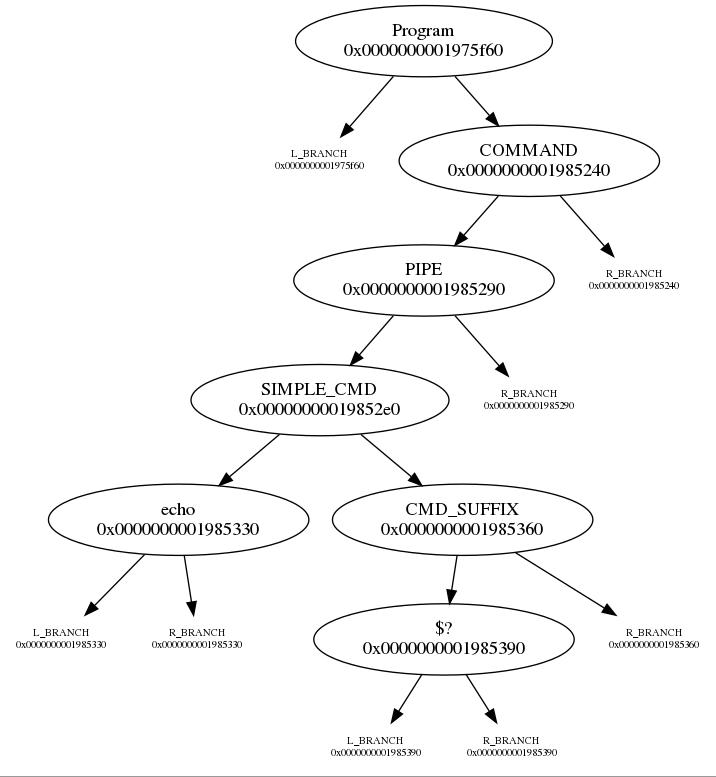 Program
0x0000000001975f60
L_BRANCH
0x0000000001975f60
COMMAND
0x0000000001985240
PIPE
0x0000000001985290
R_BRANCH
0x0000000001985240
SIMPLE_CMD
0x00000000019852e0
R_BRANCH
0x0000000001985290
echo
0x0000000001985330
CMD_SUFFIX
0x0000000001985360
L_BRANCH
0x0000000001985330
R_BRANCH
0x0000000001985330
$?
0x0000000001985390
R_BRANCH
0x0000000001985360
L_BRANCH
0x0000000001985390
R_BRANCH
0x0000000001985390